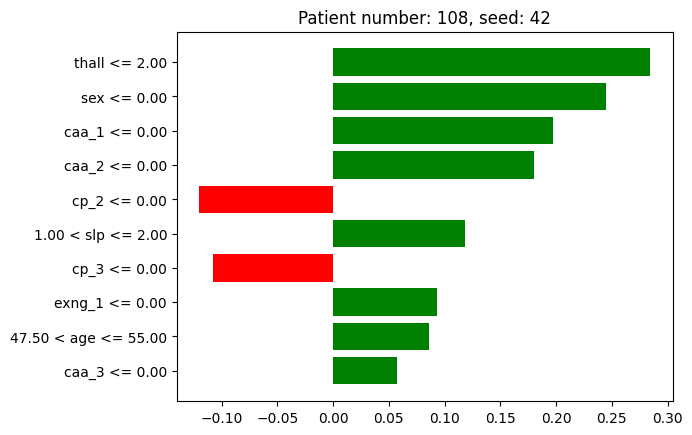 Patient number: 108, seed: 42
thall <= 2.00
sex <= 0.00
caa_1 <= 0.00
caa_2 <= 0.00
cp_2 <= 0.00
1.00 < slp <= 2.00
cp_3 <= 0.00
exng_1 <= 0.00
47.50 < age <= 55.00
caa_3 <= 0.00
−0.10 −0.05 0.00 0.05 0.10 0.15 0.20 0.25 0.30